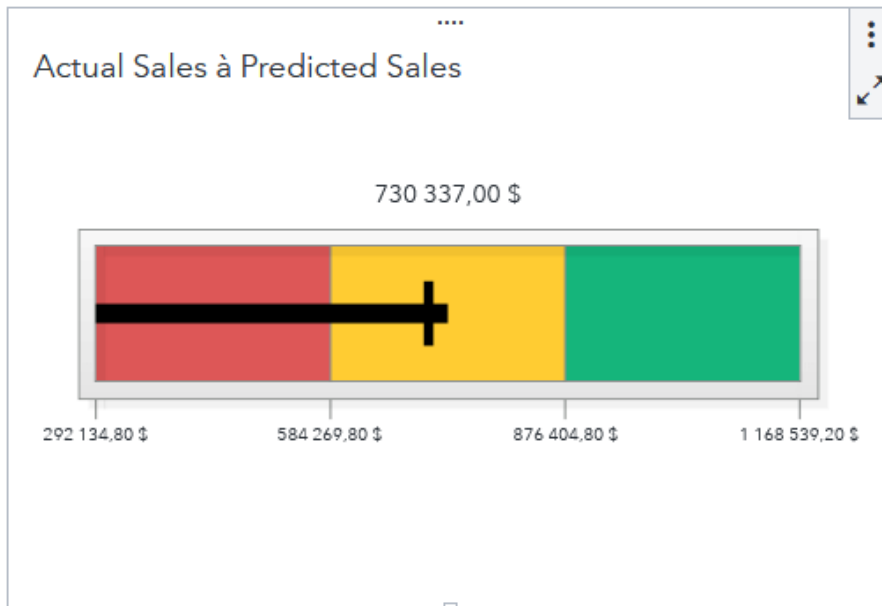 Actual Sales à Predicted Sales
730 337,00 $
292 134,80 $ 584 269,80 $ 876 404,80 $ 1 168 539,20 $